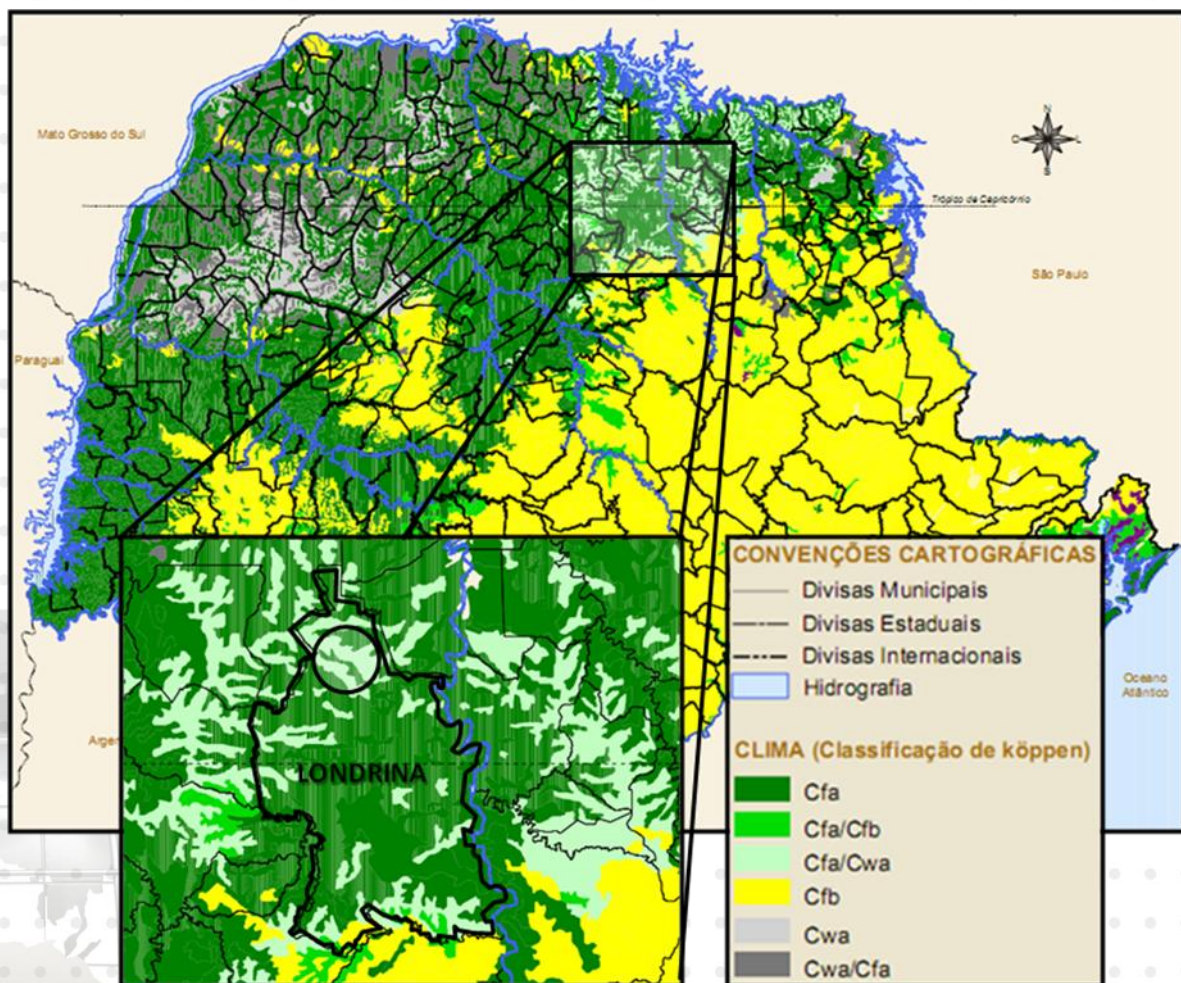 Mato Grosso do Sul
N
O
L
S
Trópico de Capricórnio
São Paulo
Paraguai
Argen
LONDRINA
CONVENÇÕES CARTOGRÁFICAS
Divisas Municipais
Divisas Estaduais
Divisas Internacionais
Hidrografia
Oceano
Atlântico
CLIMA (Classificação de köppen)
Cfa
Cfa/Cfb
Cfa/Cwa
Cfb
Cwa
Cwa/Cfa